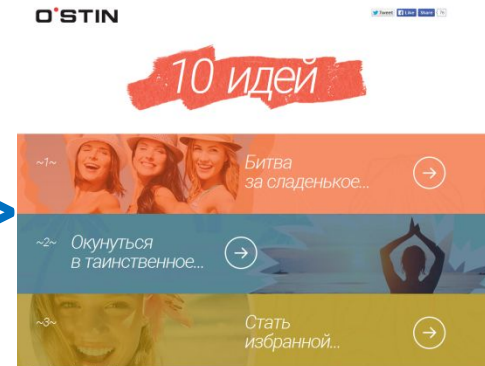 O'STIN
Tweet Like Share
10 идей
~1~
Битва
за сладенькое...
~2~
Окунуться
в таинственное...
~3~
Стать
избранной...